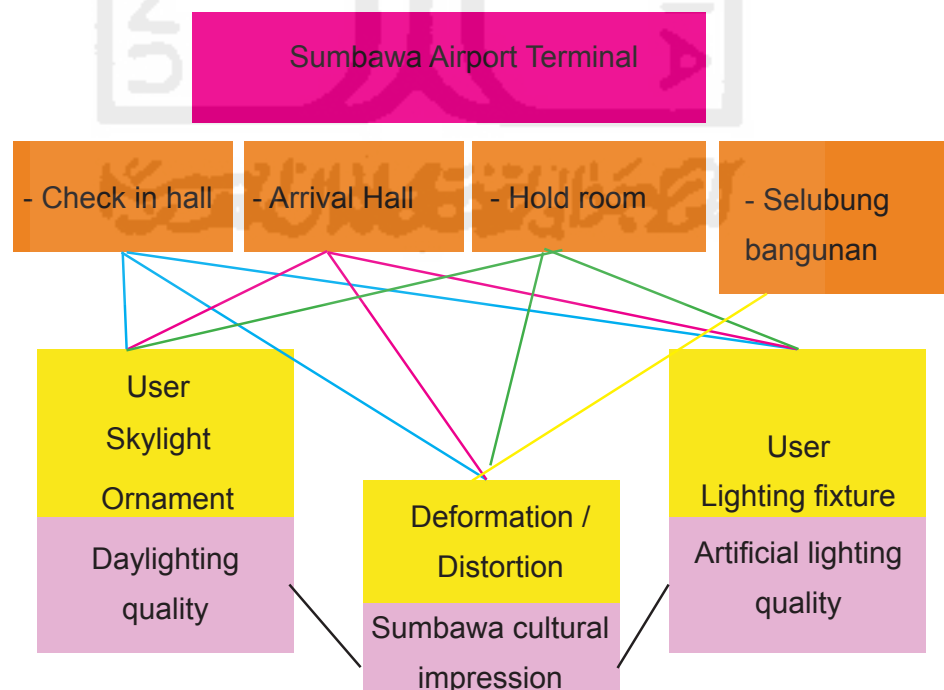 Sumbawa Airport Terminal
- Check in hall
- Arrival Hall
- Hold room
- Selubung
bangunan
User
Skylight
Ornament
Daylighting
quality
Deformation /
Distortion
Sumbawa cultural
impression
User
Lighting fixture
Artificial lighting
quality